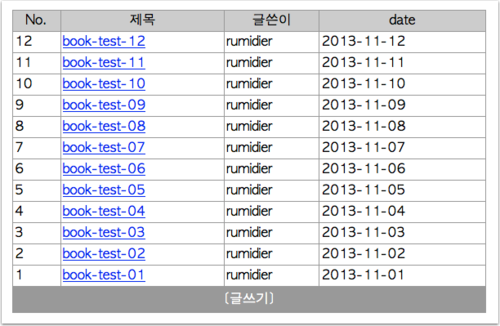 No. 제목 글쓴이 date
12 book-test-12 rumidier 2013-11-12
11 book-test-11 rumidier 2013-11-11
10 book-test-10 rumidier 2013-11-10
9 book-test-09 rumidier 2013-11-09
8 book-test-08 rumidier 2013-11-08
7 book-test-07 rumidier 2013-11-07
6 book-test-06 rumidier 2013-11-06
5 book-test-05 rumidier 2013-11-05
4 book-test-04 rumidier 2013-11-04
3 book-test-03 rumidier 2013-11-03
2 book-test-02 rumidier 2013-11-02
1 book-test-01 rumidier 2013-11-01
[글쓰기]